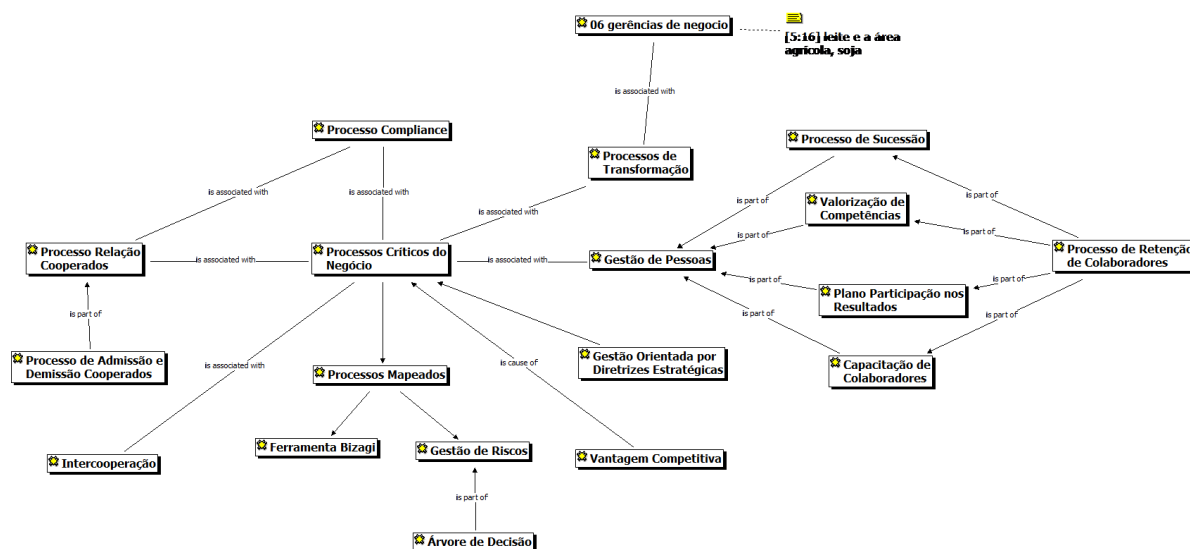 06 gerências de negocio
[5:16] leite e a área
agrícola, soja
is associated with
Processo Compliance
Processo de Sucessão
Processos de
Transformação
is associated with
is associated with
is associated with
is part of
is part of
Valorização de
Competências
is part of
is part of
Processo Relação
Cooperados
is associated with
Processos Críticos do
Negócio
is associated with
Gestão de Pessoas
Processo de Retenção
de Colaboradores
is part of
is part of
Plano Participação nos
Resultados
is part of
is part of
is part of
Processo de Admissão e
Demissão Cooperados
is associated with
Processos Mapeados
is cause of
Gestão Orientada por
Diretrizes Estratégicas
Capacitação de
Colaboradores
Intercooperação
Ferramenta Bizagi
Gestão de Riscos
Vantagem Competitiva
is part of
Árvore de Decisão